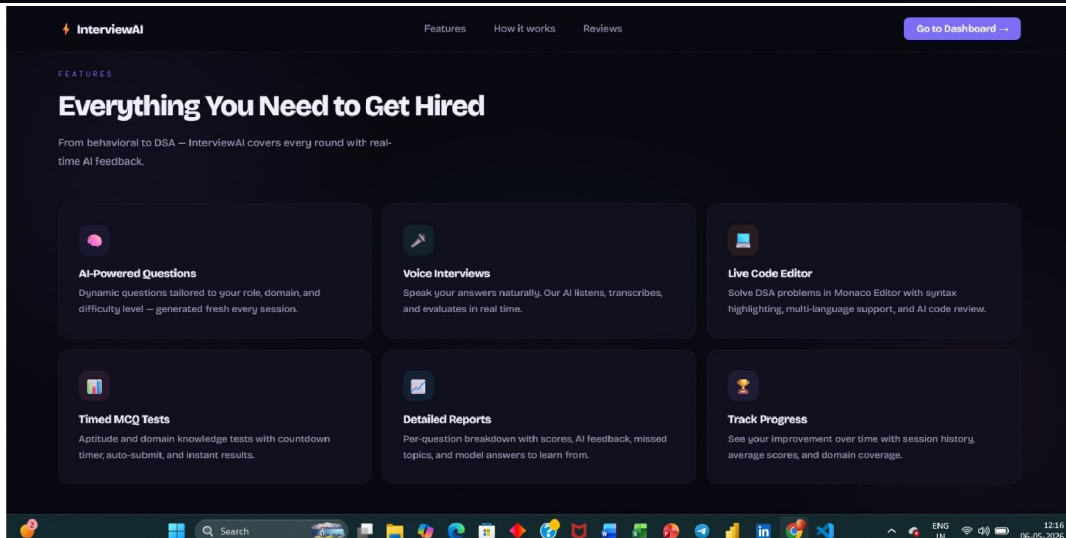 InterviewAI
Features
How it works
Reviews
Go to Dashboard →
FEATURES
Everything You Need to Get Hired
From behavioral to DSA — InterviewAI covers every round with real-
time AI feedback.
AI-Powered Questions
Dynamic questions tailored to your role, domain, and
difficulty level — generated fresh every session.
Voice Interviews
Speak your answers naturally. Our AI listens, transcribes,
and evaluates in real time.
Live Code Editor
Solve DSA problems in Monaco Editor with syntax
highlighting, multi-language support, and AI code review.
Timed MCQ Tests
Aptitude and domain knowledge tests with countdown
timer, auto-submit, and instant results.
Detailed Reports
Per-question breakdown with scores, AI feedback, missed
topics, and model answers to learn from.
Track Progress
See your improvement over time with session history,
average scores, and domain coverage.
2
Search
ENG
IN
12:16
06-05-2026